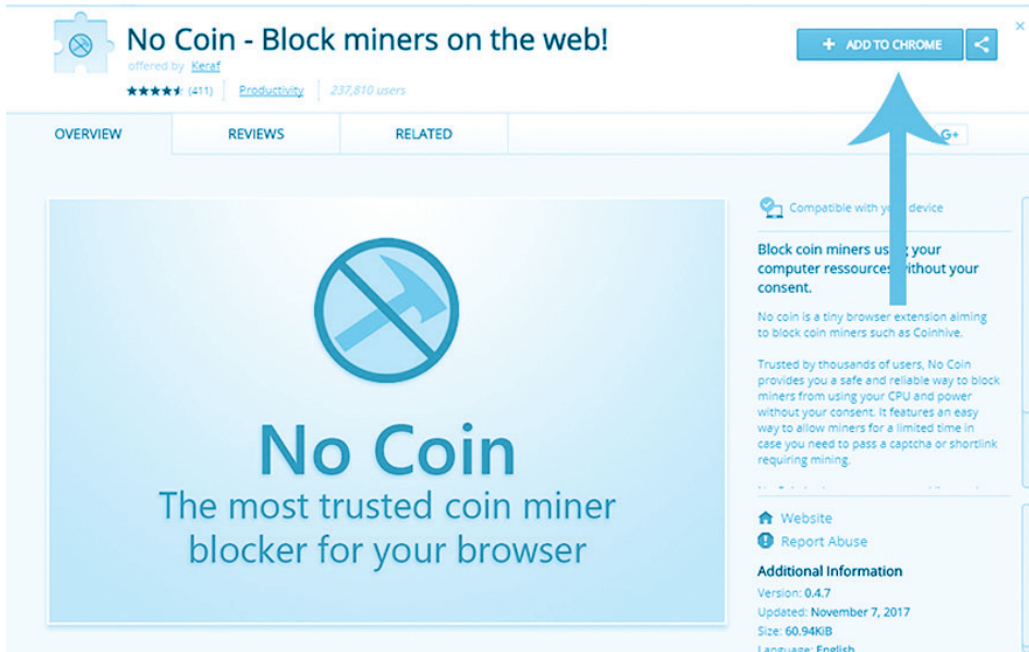 No Coin - Block miners on the web!
offered by Keraf
(411) Productivity 237,810 users
+ ADD TO CHROME
OVERVIEW REVIEWS RELATED
G+
Compatible with your device
Block coin miners using your
computer ressources without your
consent.
No coin is a tiny browser extension aiming
to block coin miners such as Coinhive.
Trusted by thousands of users, No Coin
provides you a safe and reliable way to block
miners from using your CPU and power
without your consent. It features an easy
way to allow miners for a limited time in
case you need to pass a captcha or shortlink
requiring mining.
No Coin
The most trusted coin miner
blocker for your browser
Website
Report Abuse
Additional Information
Version: 0.4.7
Updated: November 7, 2017
Size: 60.94KiB
Language: English